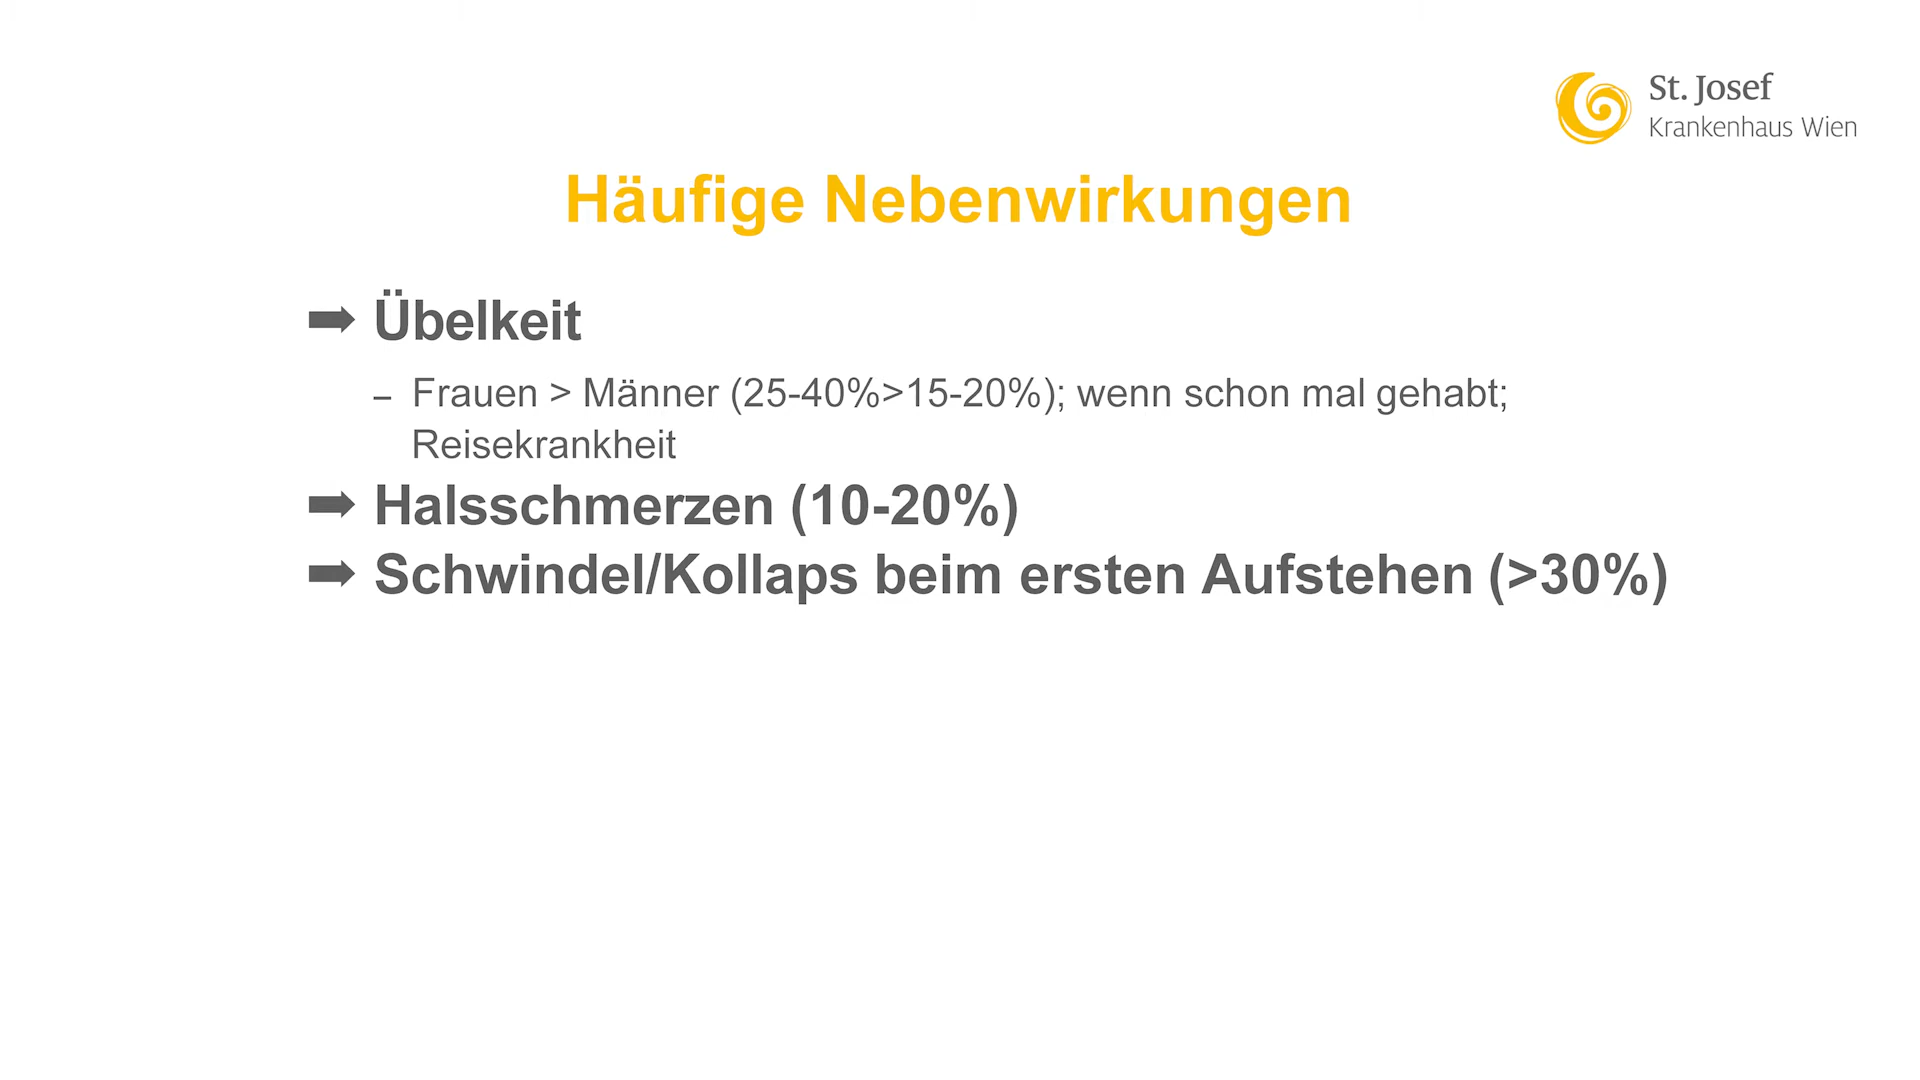 St. Josef
Krankenhaus Wien
Häufige Nebenwirkungen
➡ Übelkeit
– Frauen > Männer (25-40%>15-20%); wenn schon mal gehabt;
Reisekrankheit
➡ Halsschmerzen (10-20%)
➡ Schwindel/Kollaps beim ersten Aufstehen (>30%)